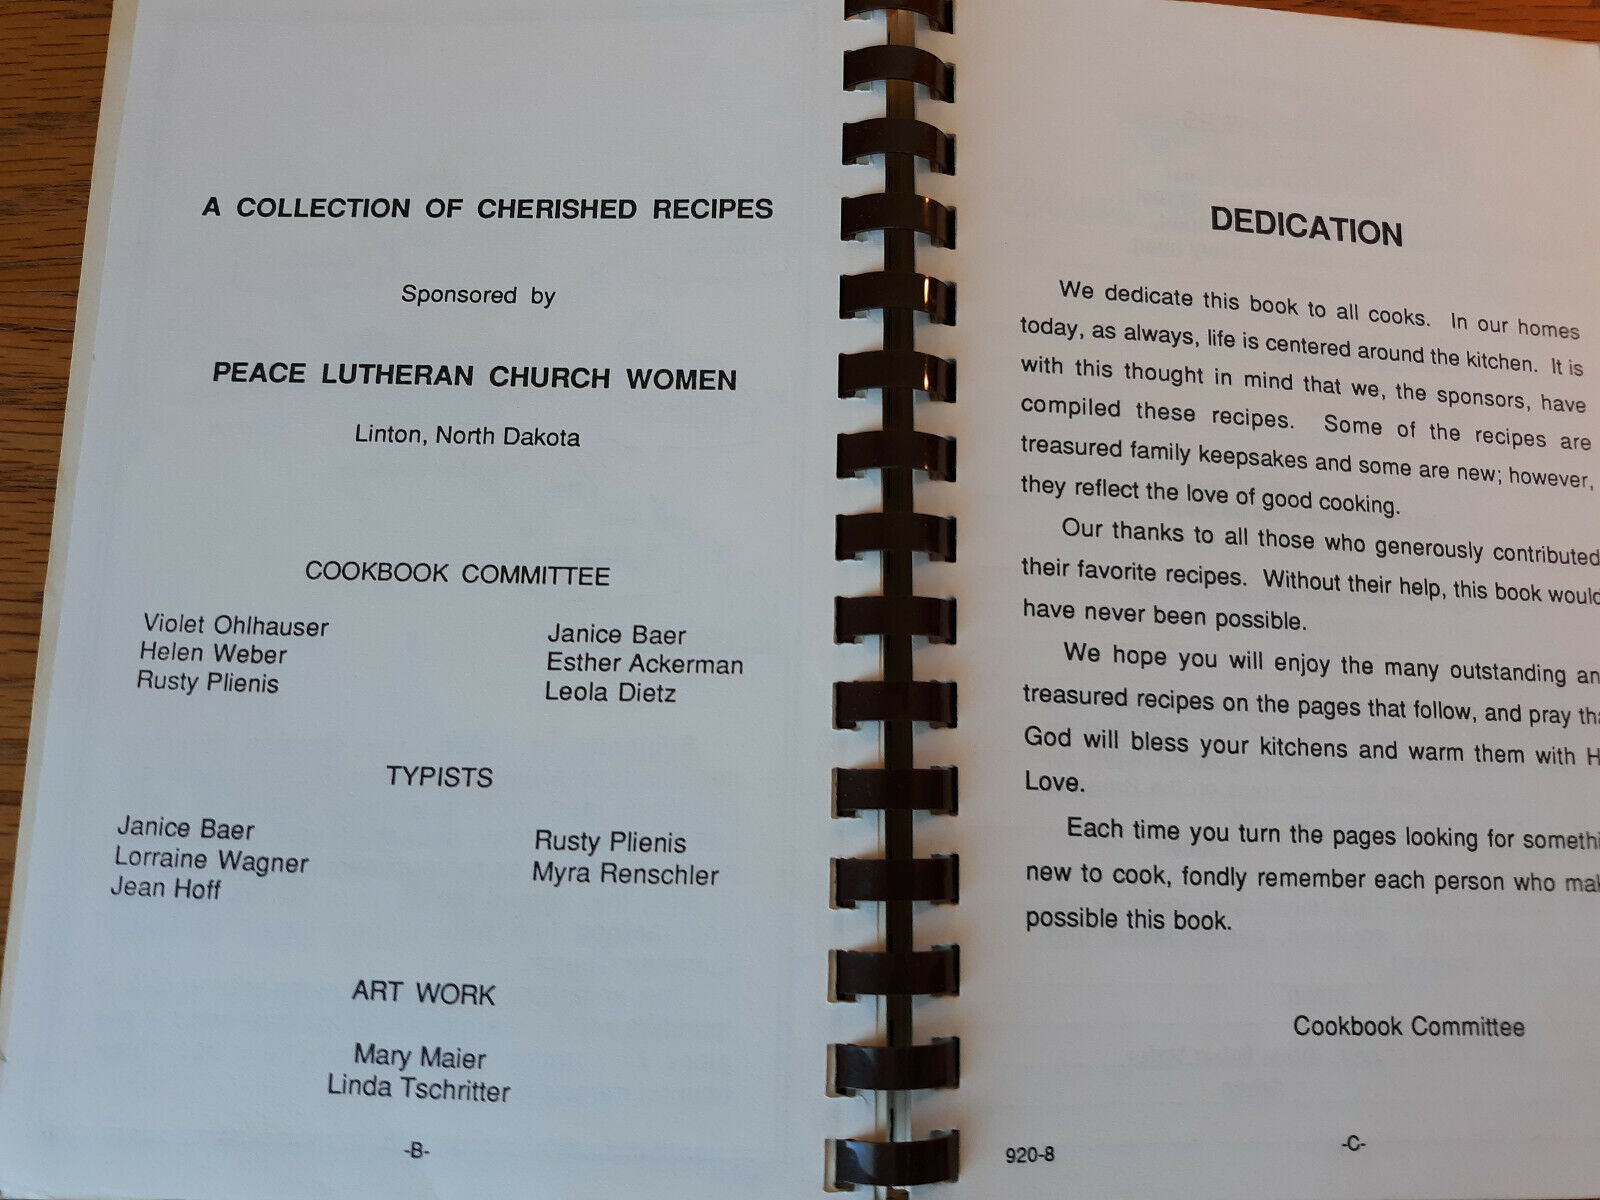 A COLLECTION OF CHERISHED RECIPES
Sponsored by
PEACE LUTHERAN CHURCH WOMEN
Linton, North Dakota
COOKBOOK COMMITTEE
Violet Ohlhauser
Helen Weber
Rusty Plienis
Janice Baer
Esther Ackerman
Leola Dietz
TYPISTS
Janice Baer
Lorraine Wagner
Jean Hoff
Rusty Plienis
Myra Renschler
ART WORK
Mary Maier
Linda Tschritter
-B-
DEDICATION
We dedicate this book to all cooks. In our homes
today, as always, life is centered around the kitchen. It is
with this thought in mind that we, the sponsors, have
compiled these recipes. Some of the recipes are
treasured family keepsakes and some are new; however,
they reflect the love of good cooking.
Our thanks to all those who generously contributed
their favorite recipes. Without their help, this book would
have never been possible.
We hope you will enjoy the many outstanding an
treasured recipes on the pages that follow, and pray tha
God will bless your kitchens and warm them with H
Love.
Each time you turn the pages looking for somethi
new to cook, fondly remember each person who mak
possible this book.
Cookbook Committee
920-8
-C-